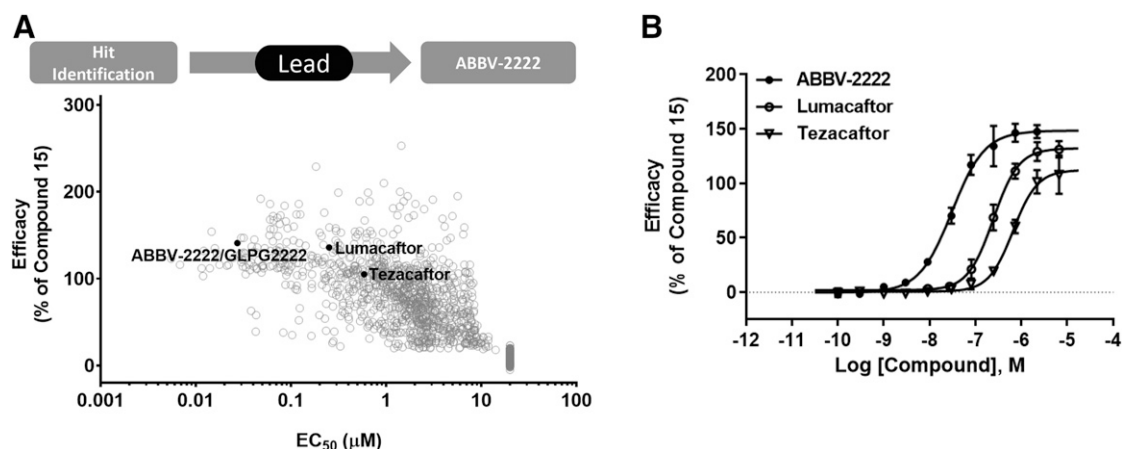 A
Hit
Identification
Lead
ABBV-2222
300
200
100
0
Efficacy
(% of Compound 15)
ABBV-2222/GLPG2222
Lumacaftor
Tezacaftor
0.001
0.01
0.1
1
10
100
EC50 (μM)
B
200
150
100
50
0
Efficacy
(% of Compound 15)
ABBV-2222
Lumacaftor
Tezacaftor
-12
-11
-10
-9
-8
-7
-6
-5
-4
Log [Compound], M